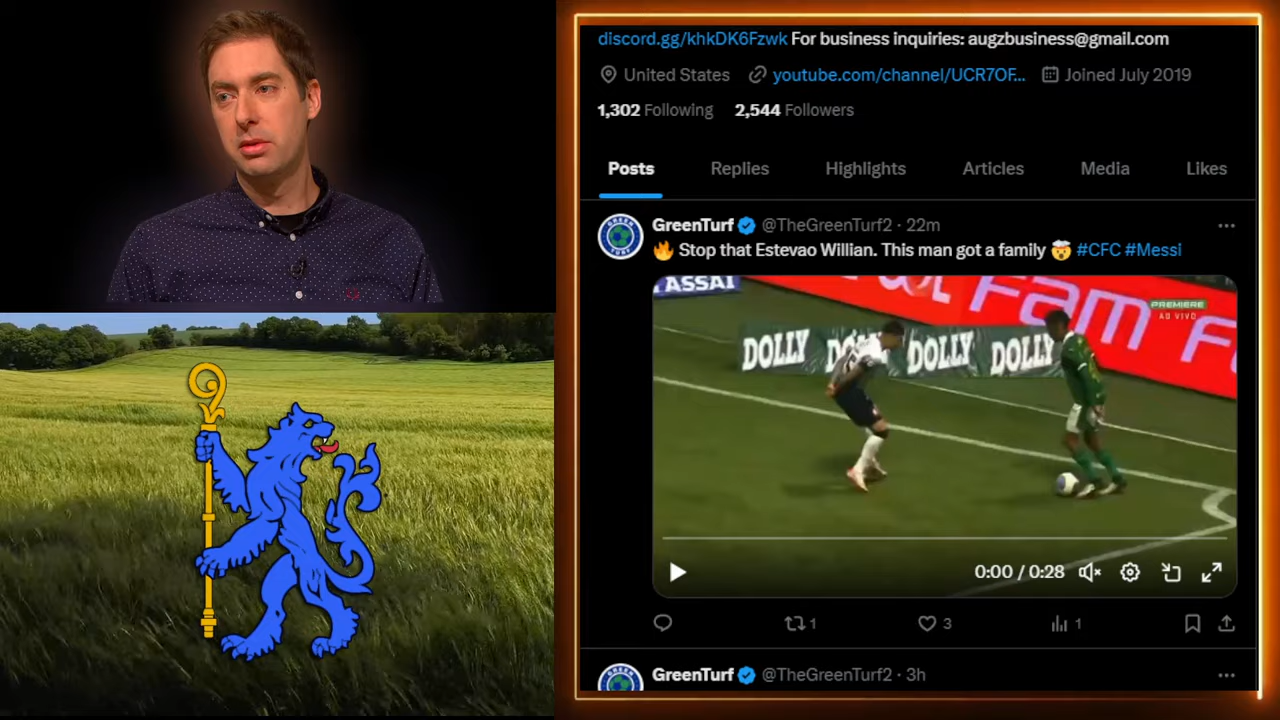 discord.gg/khkDK6Fzwk For business inquiries: augzbusiness@gmail.com
United States youtube.com/channel/UCR7OF... Joined July 2019
1,302 Following 2,544 Followers
Posts Replies Highlights Articles Media Likes
GreenTurf @TheGreenTurf2 · 22m
🔥 Stop that Estevao Willian. This man got a family 🤯 #CFC #Messi
ASSAI
Fam F
PREMIERE
AO VIVO
DOLLY DOLLY DOLLY
0:00 / 0:28
1 3 1
GREEN TURF
GreenTurf @TheGreenTurf2 · 3h